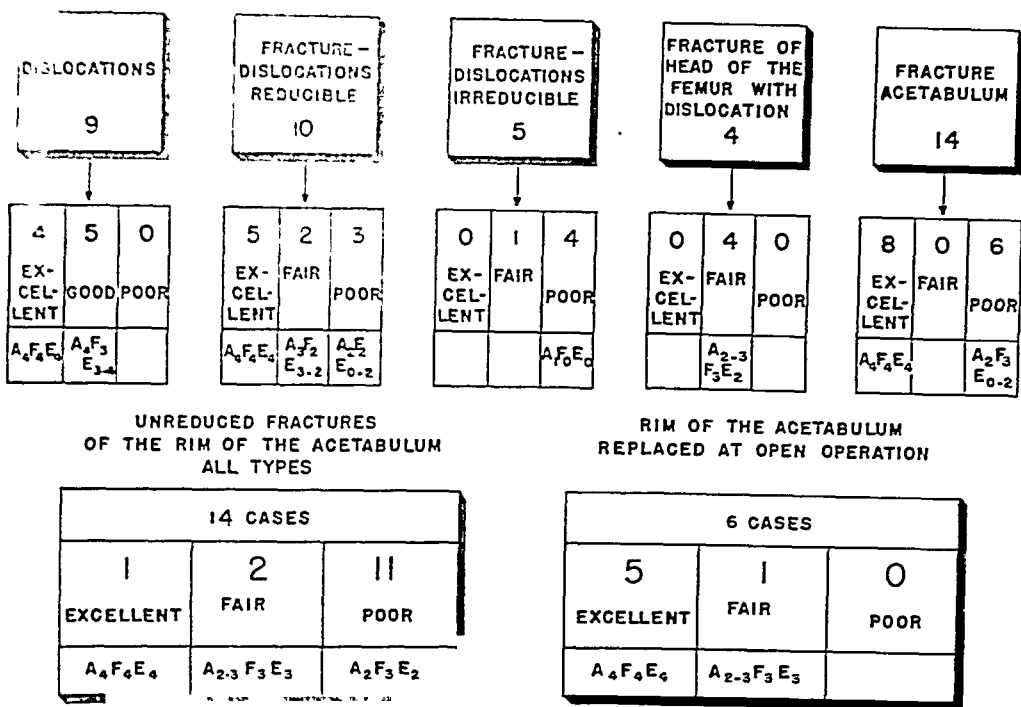 DISLOCATIONS
9
FRACTURE-
DISLOCATIONS
REDUCIBLE
10
FRACTURE-
DISLOCATIONS
IRREDUCIBLE
5
FRACTURE OF
HEAD OF THE
FEMUR WITH
DISLOCATION
4
FRACTURE
ACETABULUM
14
4 5 0
EX-
CEL-
LENT
GOOD
POOR
A₄F₄E₄
A₄F₃
E₃₋₄
5 2 3
EX-
CEL-
LENT
FAIR
POOR
A₄F₄E₄
A₃F₂
E₃₋₂
E₀₋₂
0 1 4
EX-
CEL-
LENT
FAIR
POOR
A₁F₀E₀
0 4 0
EX-
CEL-
LENT
FAIR
POOR
A₂₋₃
F₃E₂
8 0 6
EX-
CEL-
LENT
FAIR
POOR
A₄F₄E₄
A₂F₃
E₀₋₂
UNREDUCED FRACTURES
OF THE RIM OF THE ACETABULUM
ALL TYPES
14 CASES
1 2 11
EXCELLENT FAIR POOR
A₄F₄E₄ A₂₋₃F₃E₃ A₂F₃E₂
RIM OF THE ACETABULUM
REPLACED AT OPEN OPERATION
6 CASES
5 1 0
EXCELLENT FAIR POOR
A₄F₄E₄ A₂₋₃F₃E₃